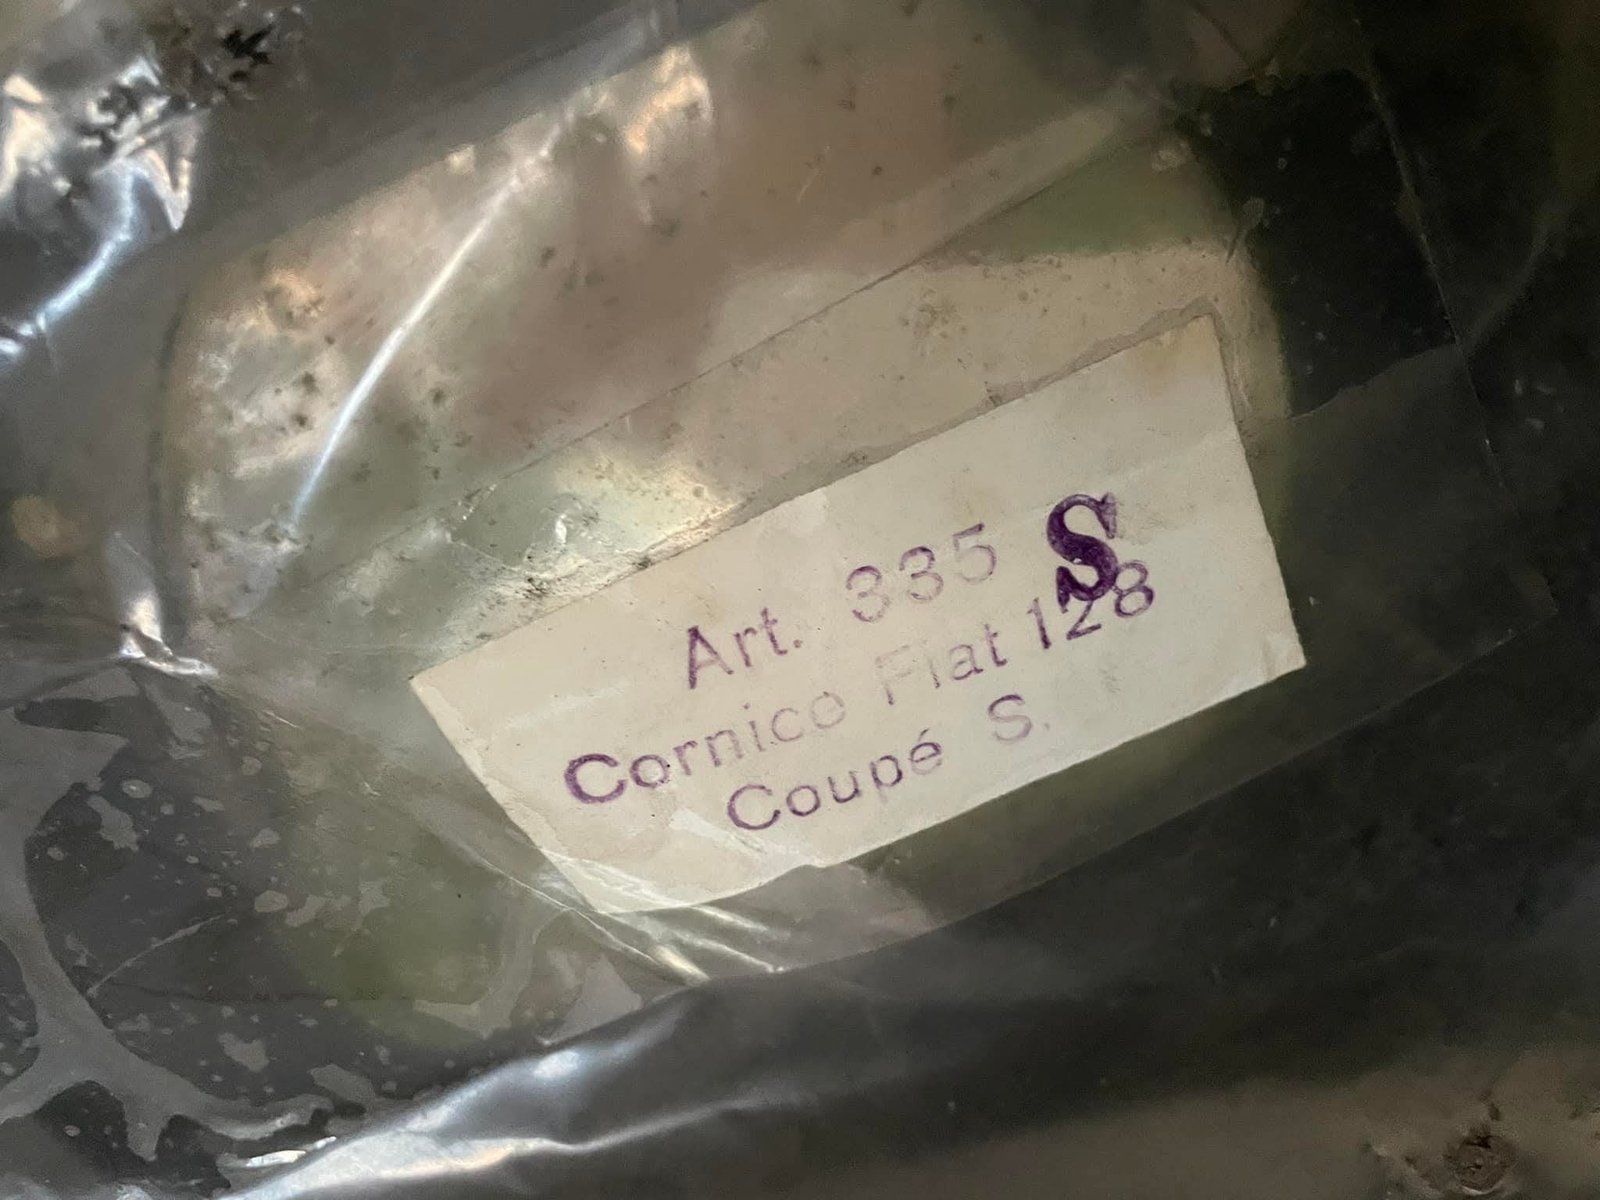 Art. 335 S
Cornice Fiat 128
Coupé S.